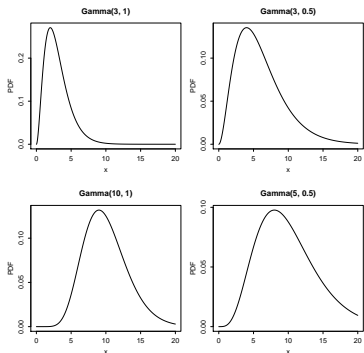 Gamma(3, 1)
PDF
0.0 0.1 0.2
0 5 10 15 20
x
Gamma(3, 0.5)
PDF
0.00 0.05 0.10
0 5 10 15 20
x
Gamma(10, 1)
PDF
0.00 0.05 0.10
0 5 10 15 20
x
Gamma(5, 0.5)
PDF
0.00 0.05 0.10
0 5 10 15 20
x